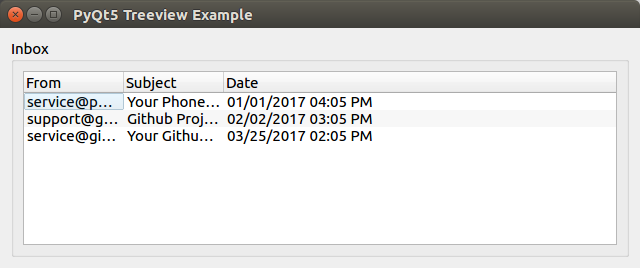 PyQt5 Treeview Example
Inbox
From Subject Date
service@p... Your Phone... 01/01/2017 04:05 PM
support@g... Github Proj... 02/02/2017 03:05 PM
service@gi... Your Githu... 03/25/2017 02:05 PM